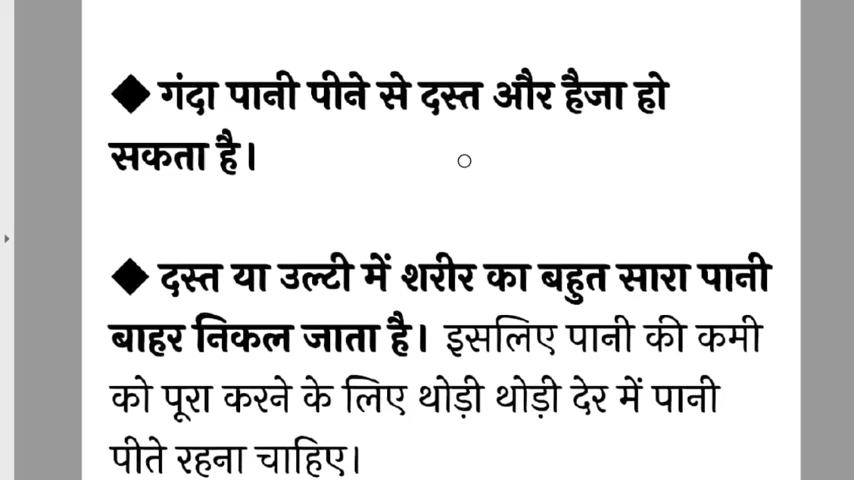 ◆ गंदा पानी पीने से दस्त और हैजा हो
सकता है।
◆ दस्त या उल्टी में शरीर का बहुत सारा पानी
बाहर निकल जाता है। इसलिए पानी की कमी
को पूरा करने के लिए थोड़ी थोड़ी देर में पानी
पीते रहना चाहिए।